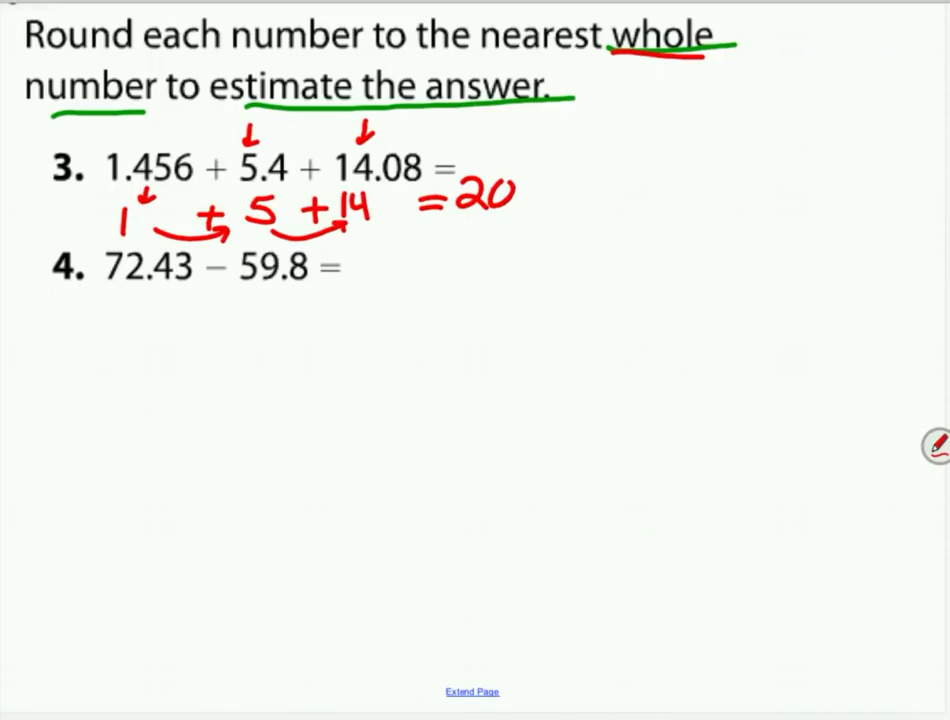 Round each number to the nearest whole
number to estimate the answer.
3. 1.456 + 5.4 + 14.08 =
1 + 5 + 14 = 20
4. 72.43 − 59.8 =
Extend Page